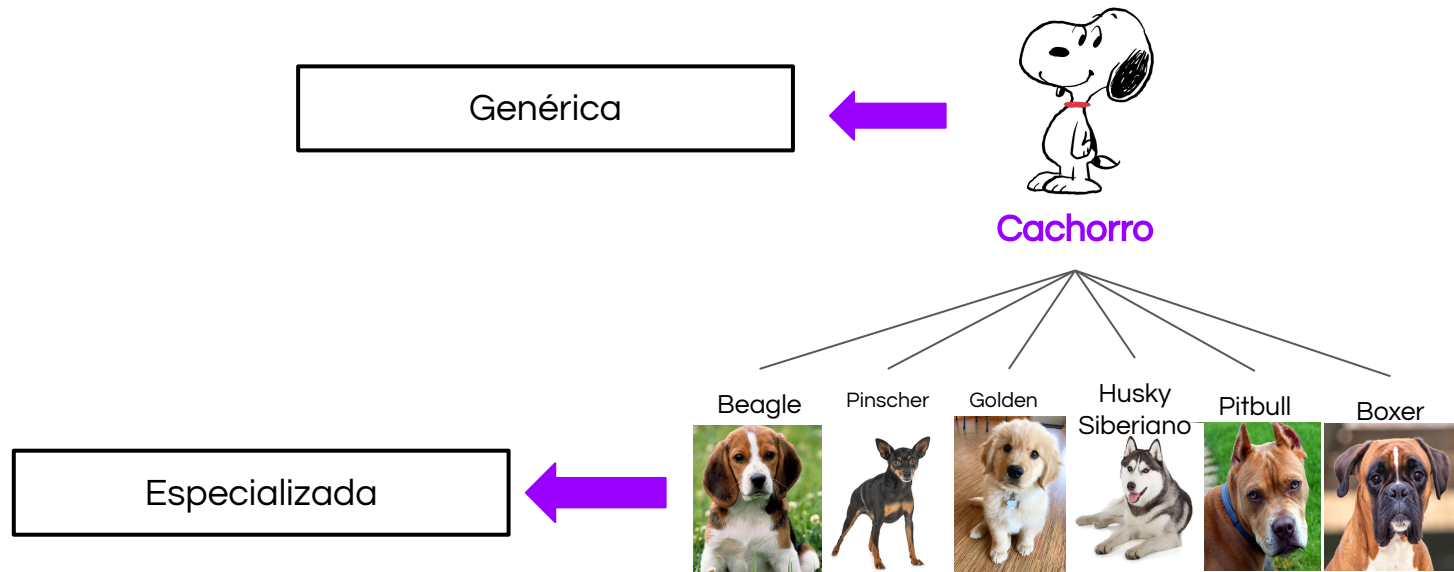 Genérica
Cachorro
Beagle
Pinscher
Golden
Husky
Siberiano
Pitbull
Boxer
Especializada